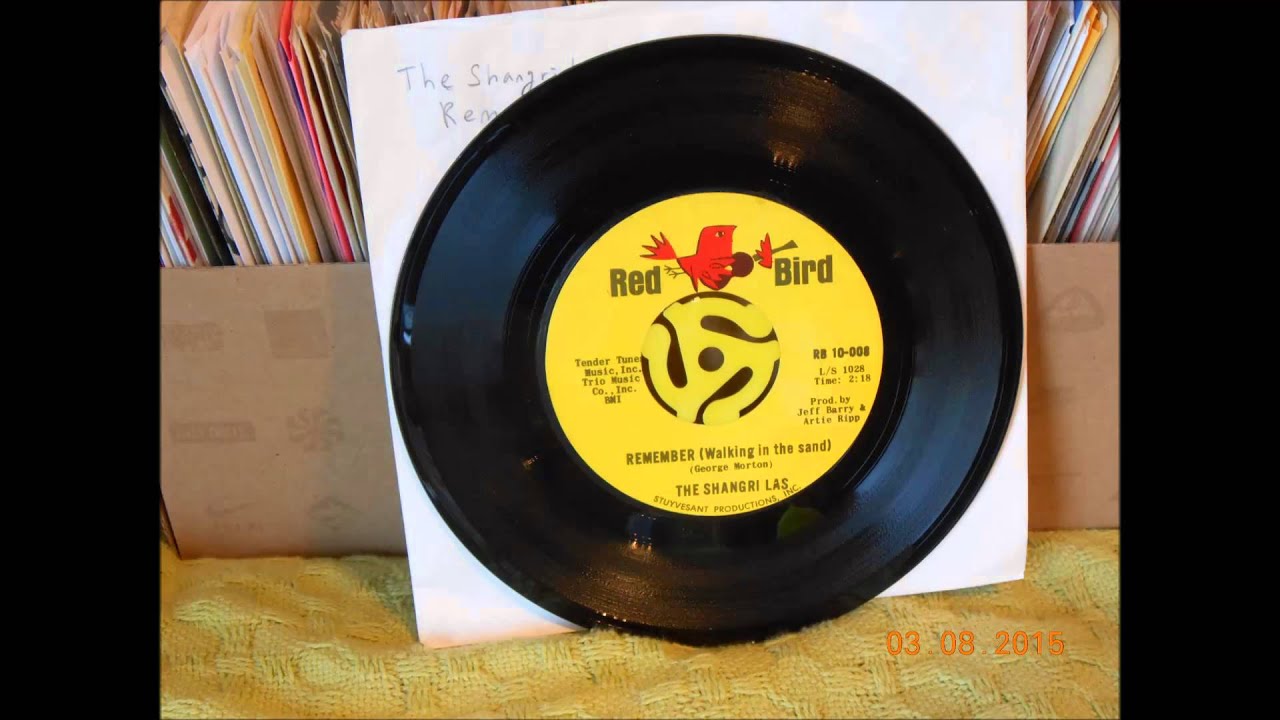 The Shangri
Rem
Red Bird
Tender Tune
Music, Inc.
Trio Music
Co., Inc.
BMI
RB 10-008
L/S 1028
Time: 2:18
Prod. by
Jeff Barry &
Artie Ripp
REMEMBER (Walking in the sand)
(George Morton)
THE SHANGRI LAS
STUYVESANT PRODUCTIONS, INC.
03.08 2015